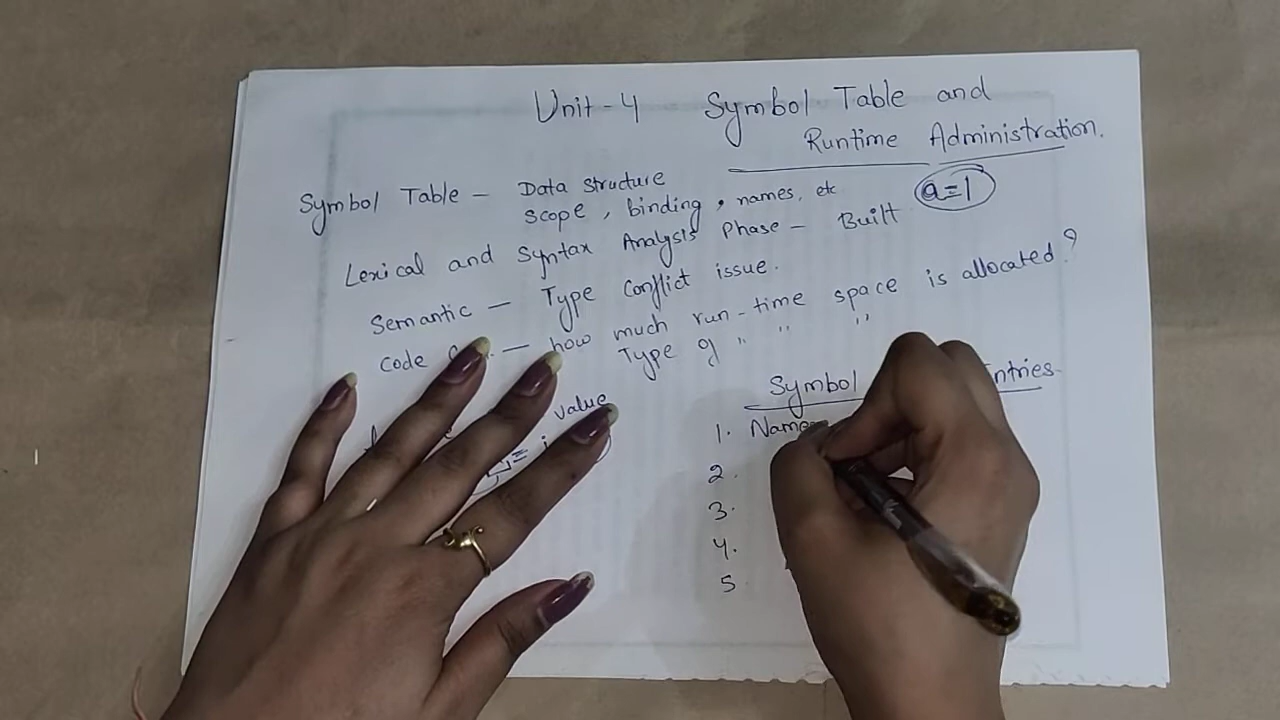 Unit-4 Symbol Table and
Runtime Administration.
Symbol Table - Data Structure
scope, binding, names, etc
a=1
Lexical and Syntax Analysis Phase - Built
Semantic - Type Conflict issue.
code - how much run-time space is allocated?
Type of " " "
value
Symbol
1. Name
2.
3.
4.
5